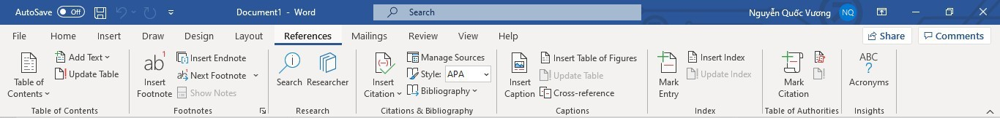 AutoSave Off Document1 - Word Search Nguyễn Quốc Vương NQ
File Home Insert Draw Design Layout References Mailings Review View Help Share Comments
Table of Contents
Add Text
Update Table
Table of Contents
ab1
Insert Footnote
Insert Endnote
Next Footnote
Show Notes
Footnotes
Search
Researcher
Research
Insert Citation
Manage Sources
Style: APA
Bibliography
Citations & Bibliography
Insert Caption
Insert Table of Figures
Update Table
Cross-reference
Captions
Mark Entry
Insert Index
Update Index
Index
Mark Citation
Table of Authorities
ABC
?
Acronyms
Insights